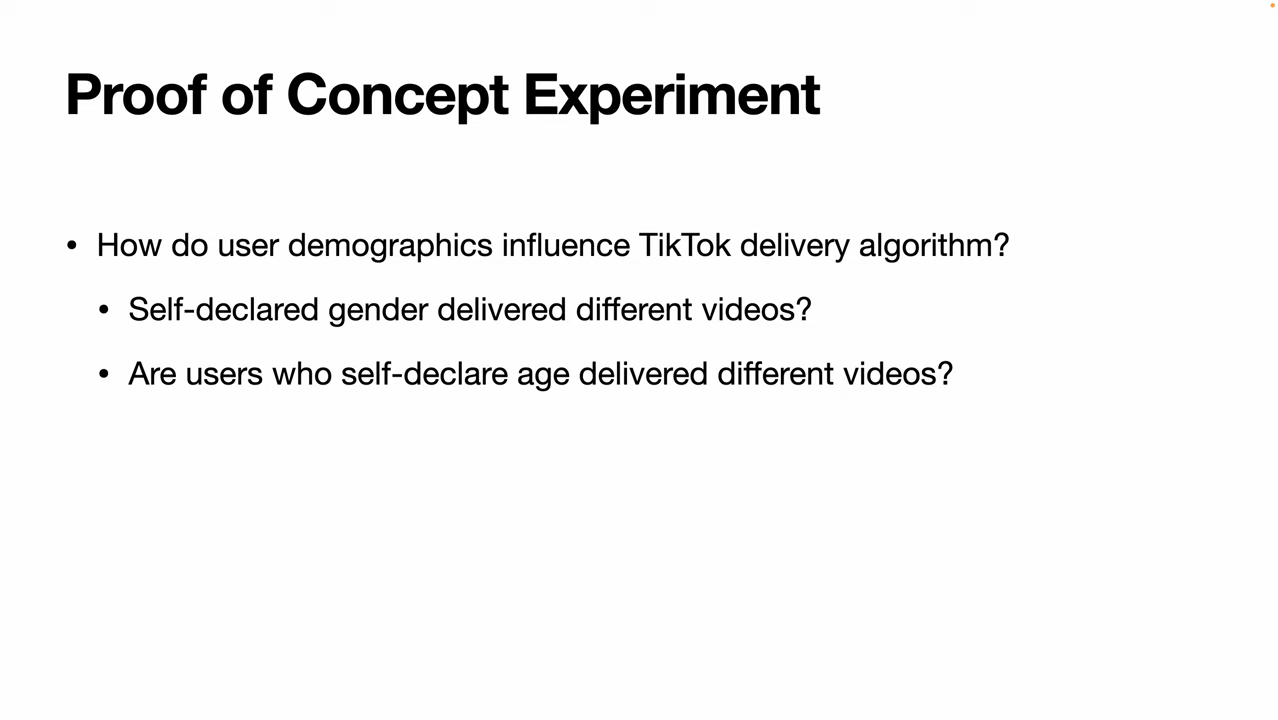 Proof of Concept Experiment
• How do user demographics influence TikTok delivery algorithm?
• Self-declared gender delivered different videos?
• Are users who self-declare age delivered different videos?